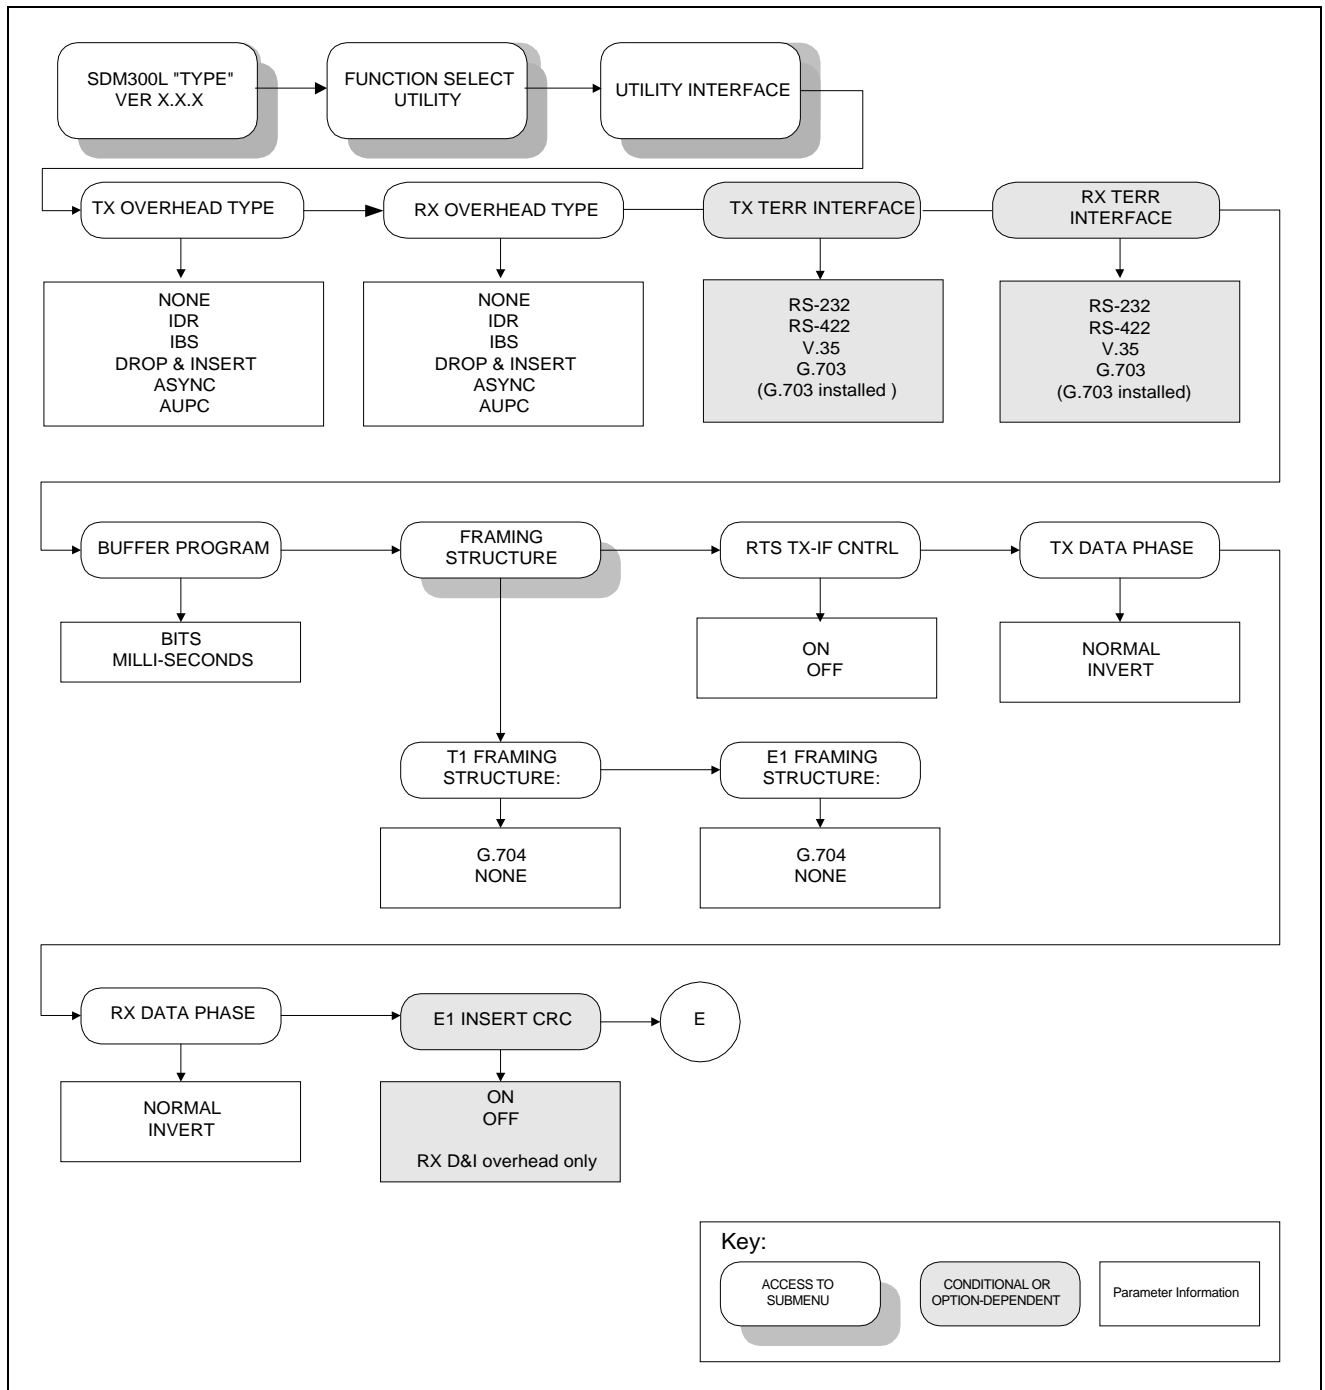 SDM300L "TYPE"
VER X.X.X
FUNCTION SELECT
UTILITY
UTILITY INTERFACE
TX OVERHEAD TYPE
RX OVERHEAD TYPE
TX TERR INTERFACE
RX TERR
INTERFACE
NONE
IDR
IBS
DROP & INSERT
ASYNC
AUPC
NONE
IDR
IBS
DROP & INSERT
ASYNC
AUPC
RS-232
RS-422
V.35
G.703
(G.703 installed )
RS-232
RS-422
V.35
G.703
(G.703 installed)
BUFFER PROGRAM
FRAMING
STRUCTURE
RTS TX-IF CNTRL
TX DATA PHASE
BITS
MILLI-SECONDS
ON
OFF
NORMAL
INVERT
T1 FRAMING
STRUCTURE:
E1 FRAMING
STRUCTURE:
G.704
NONE
G.704
NONE
RX DATA PHASE
E1 INSERT CRC
E
NORMAL
INVERT
ON
OFF
RX D&I overhead only
Key:
ACCESS TO
SUBMENU
CONDITIONAL OR
OPTION-DEPENDENT
Parameter Information